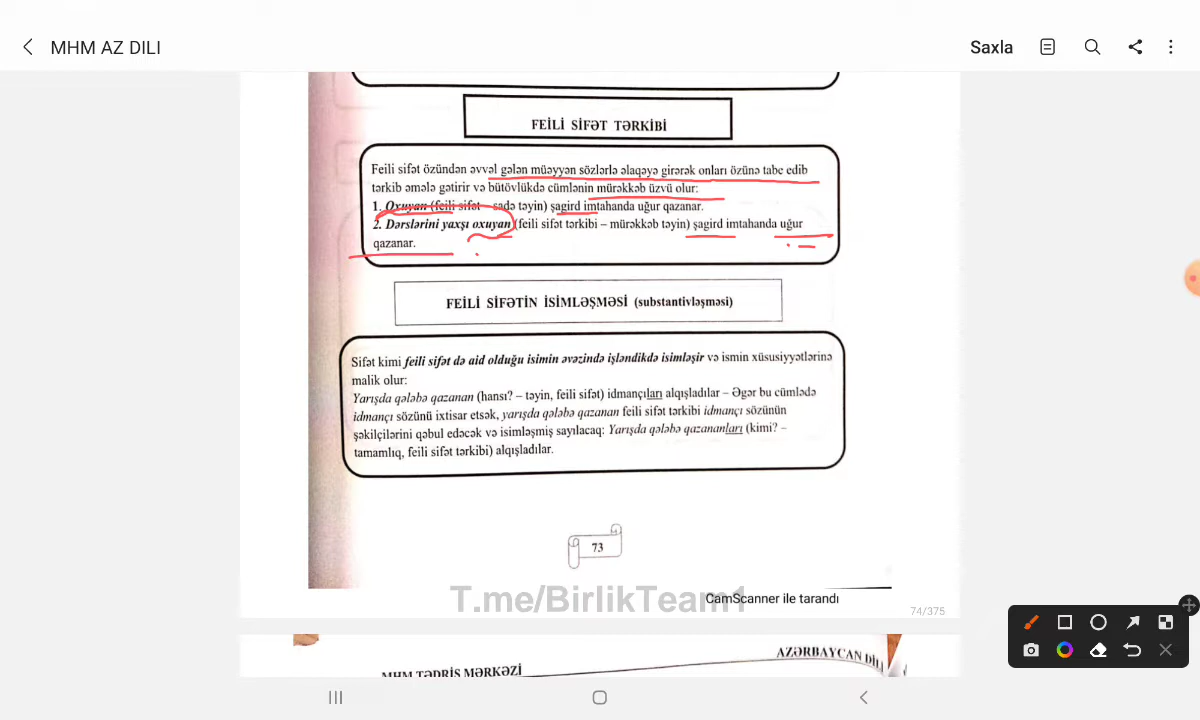 MHM AZ DILI
Saxla
FEİLİ SİFƏT TƏRKİBİ
Feili sifət özündən əvvəl gələn müəyyən sözlərlə əlaqəyə girərək onları özünə tabe edib
tərkib əmələ gətirir və bütövlükdə cümlənin mürəkkəb üzvü olur:
1. Oxuyan (feili sifət – sadə təyin) şagird imtahanda uğur qazanar.
2. Dərslərini yaxşı oxuyan (feili sifət tərkibi – mürəkkəb təyin) şagird imtahanda uğur
qazanar.
FEİLİ SİFƏTİN İSİMLƏŞMƏSİ (substantivləşməsi)
Sifət kimi feili sifət də aid olduğu isimin əvəzində işləndikdə isimləşir və ismin xüsusiyyətlərinə
malik olur:
Yarışda qələbə qazanan (hansı? – təyin, feili sifət) idmançıları alqışladılar – Əgər bu cümlədə
idmançı sözünü ixtisar etsək, yarışda qələbə qazanan feili sifət tərkibi idmançı sözünün
şəkilçilərini qəbul edəcək və isimləşmiş sayılacaq: Yarışda qələbə qazananları (kimi? –
tamamlıq, feili sifət tərkibi) alqışladılar.
73
T.me/BirlikTeam1
CamScanner ile tarandı
74/375
AZƏRBAYCAN DİLİ
MHM TƏDRİS MƏRKƏZİ